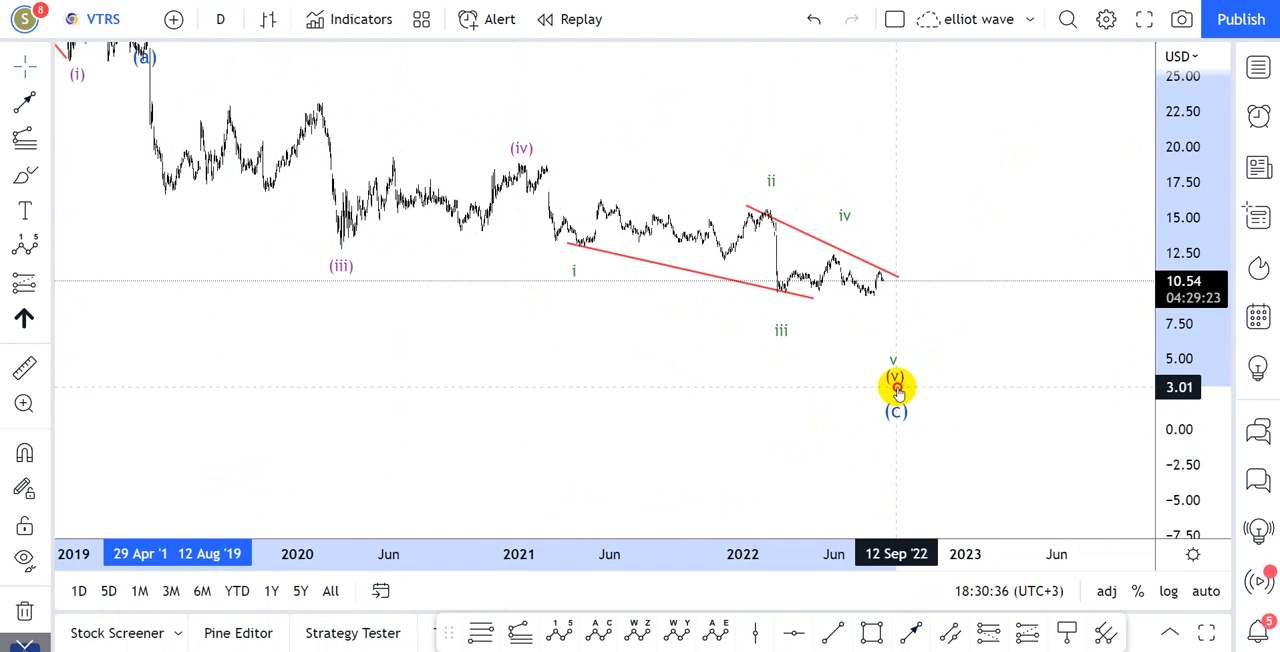 S 8 VTRS D Indicators Alert Replay elliot wave Publish
USD
25.00
22.50
20.00
17.50
15.00
12.50
10.54
04:29:23
7.50
5.00
3.01
0.00
−2.50
−5.00
−7.50
(i) (a)
(iv)
ii
iv
(iii)
i
iii
v
(v)
(c)
2019 29 Apr '1 12 Aug '19 2020 Jun 2021 Jun 2022 Jun 12 Sep '22 2023 Jun
1D 5D 1M 3M 6M YTD 1Y 5Y All 18:30:36 (UTC+3) adj % log auto
Stock Screener Pine Editor Strategy Tester
1 5 A C W Z W Y A E
5